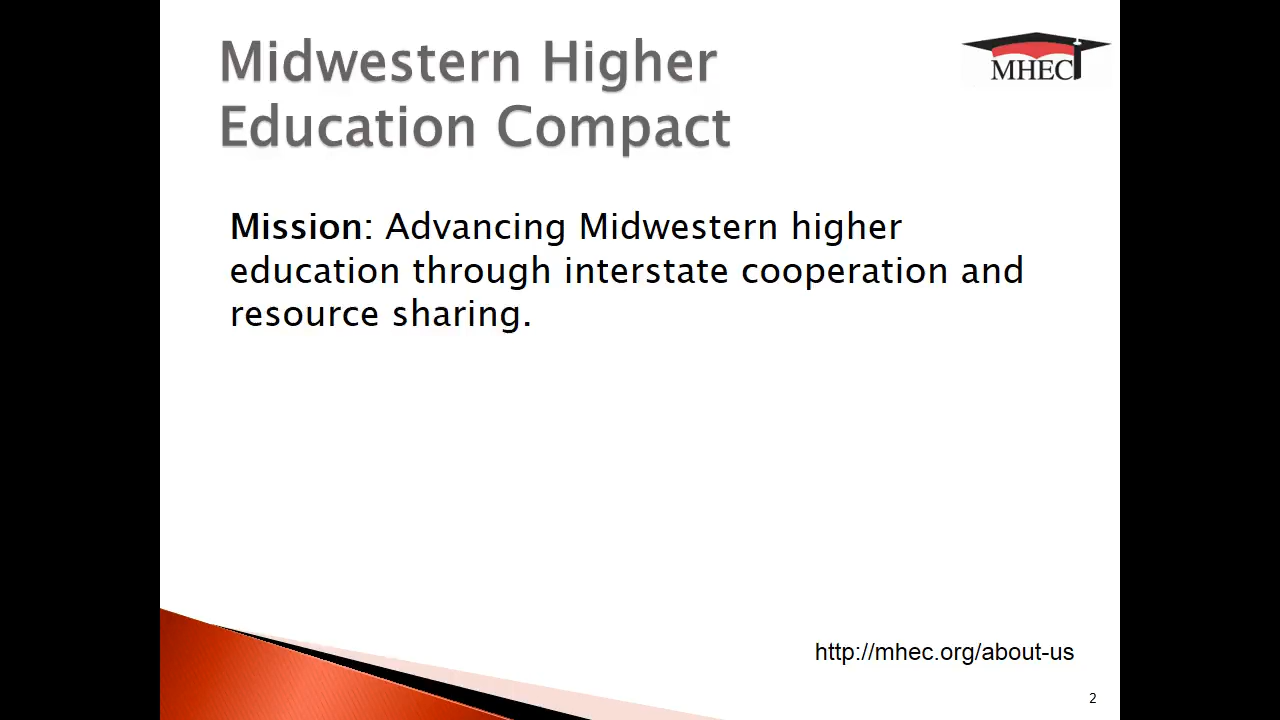 Midwestern Higher
Education Compact
MHEC
Mission: Advancing Midwestern higher
education through interstate cooperation and
resource sharing.
http://mhec.org/about-us
2